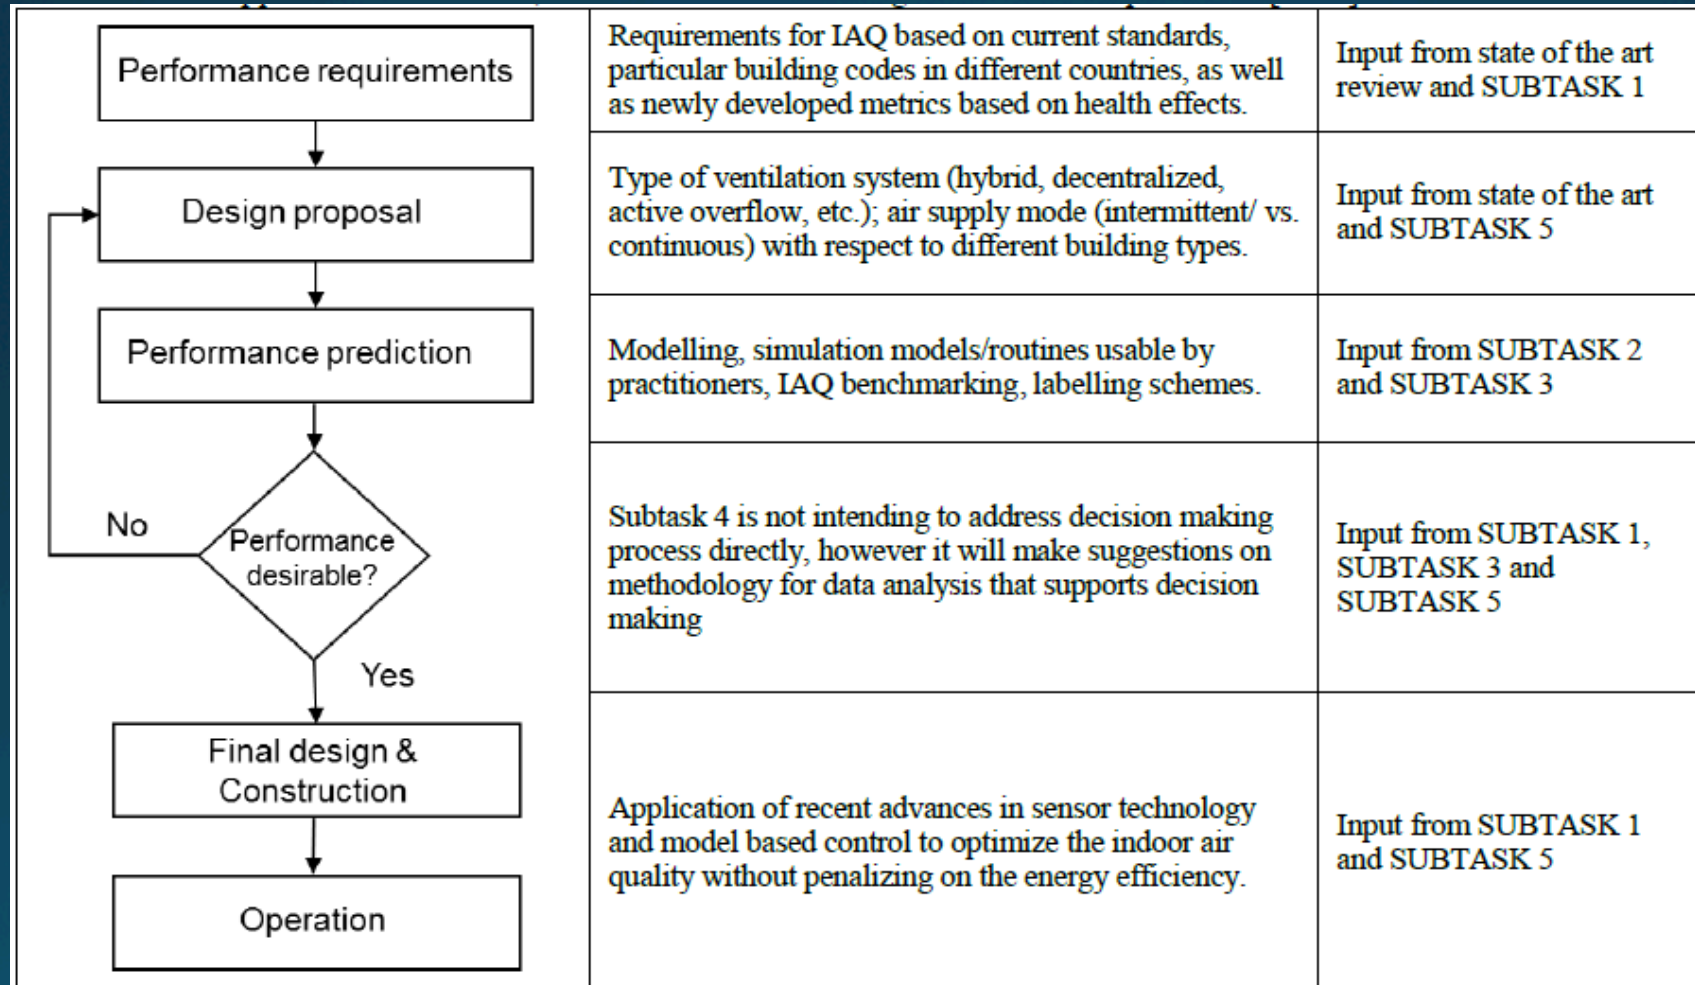 Performance requirements
Requirements for IAQ based on current standards,
particular building codes in different countries, as well
as newly developed metrics based on health effects.
Input from state of the art
review and SUBTASK 1
Design proposal
Type of ventilation system (hybrid, decentralized,
active overflow, etc.); air supply mode (intermittent/ vs.
continuous) with respect to different building types.
Input from state of the art
and SUBTASK 5
Performance prediction
Modelling, simulation models/routines usable by
practitioners, IAQ benchmarking, labelling schemes.
Input from SUBTASK 2
and SUBTASK 3
No
Performance
desirable?
Yes
Subtask 4 is not intending to address decision making
process directly, however it will make suggestions on
methodology for data analysis that supports decision
making
Input from SUBTASK 1,
SUBTASK 3 and
SUBTASK 5
Final design &
Construction
Operation
Application of recent advances in sensor technology
and model based control to optimize the indoor air
quality without penalizing on the energy efficiency.
Input from SUBTASK 1
and SUBTASK 5